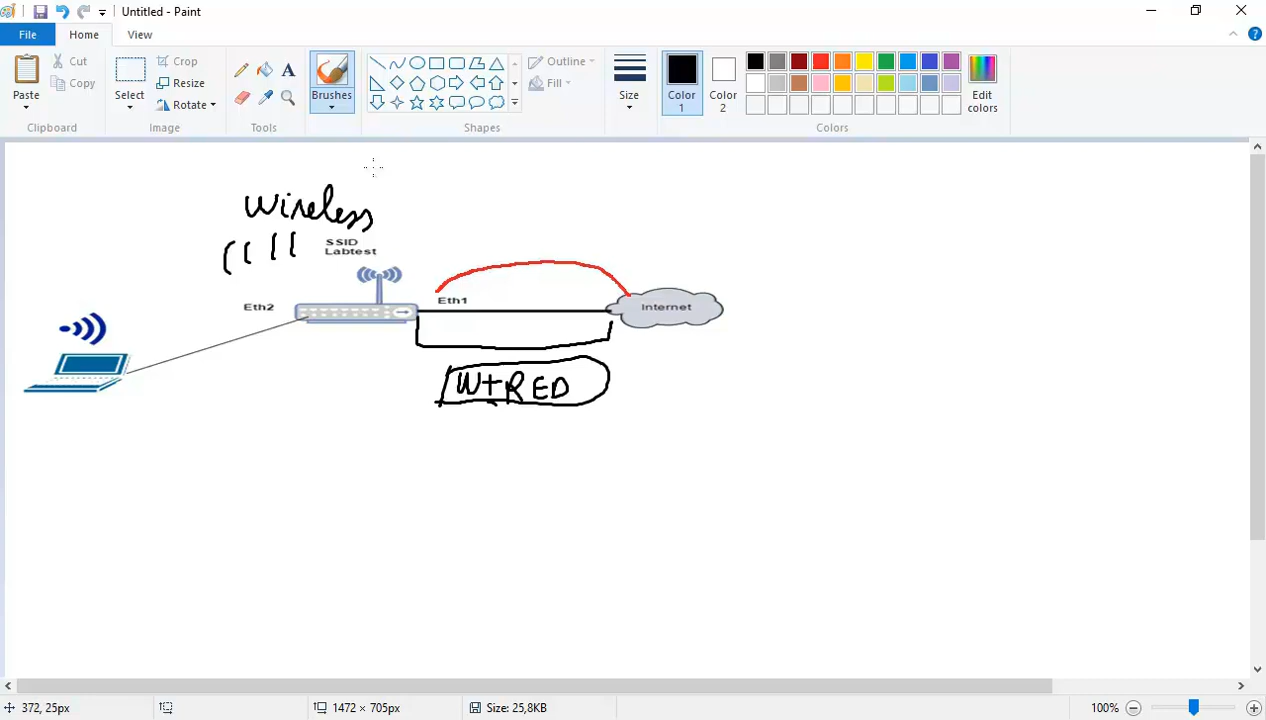 Untitled - Paint
File Home View
Paste
Cut
Copy
Clipboard
Select
Crop
Resize
Rotate
Image
Tools
Brushes
Shapes
Outline
Fill
Size
Color 1
Color 2
Edit colors
Colors
wireless
SSID
Labtest
Eth2
Eth1
Internet
WIRED
372, 25px
1472 × 705px
Size: 25,8KB
100%